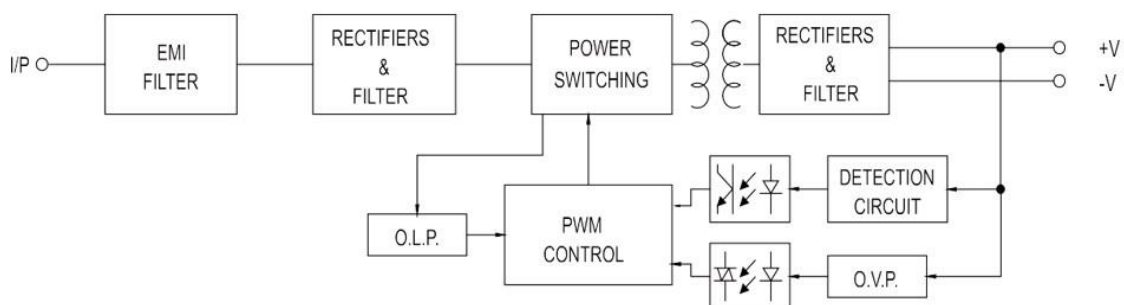 I/P
EMI
FILTER
RECTIFIERS
&
FILTER
POWER
SWITCHING
RECTIFIERS
&
FILTER
+V
-V
O.L.P.
PWM
CONTROL
DETECTION
CIRCUIT
O.V.P.